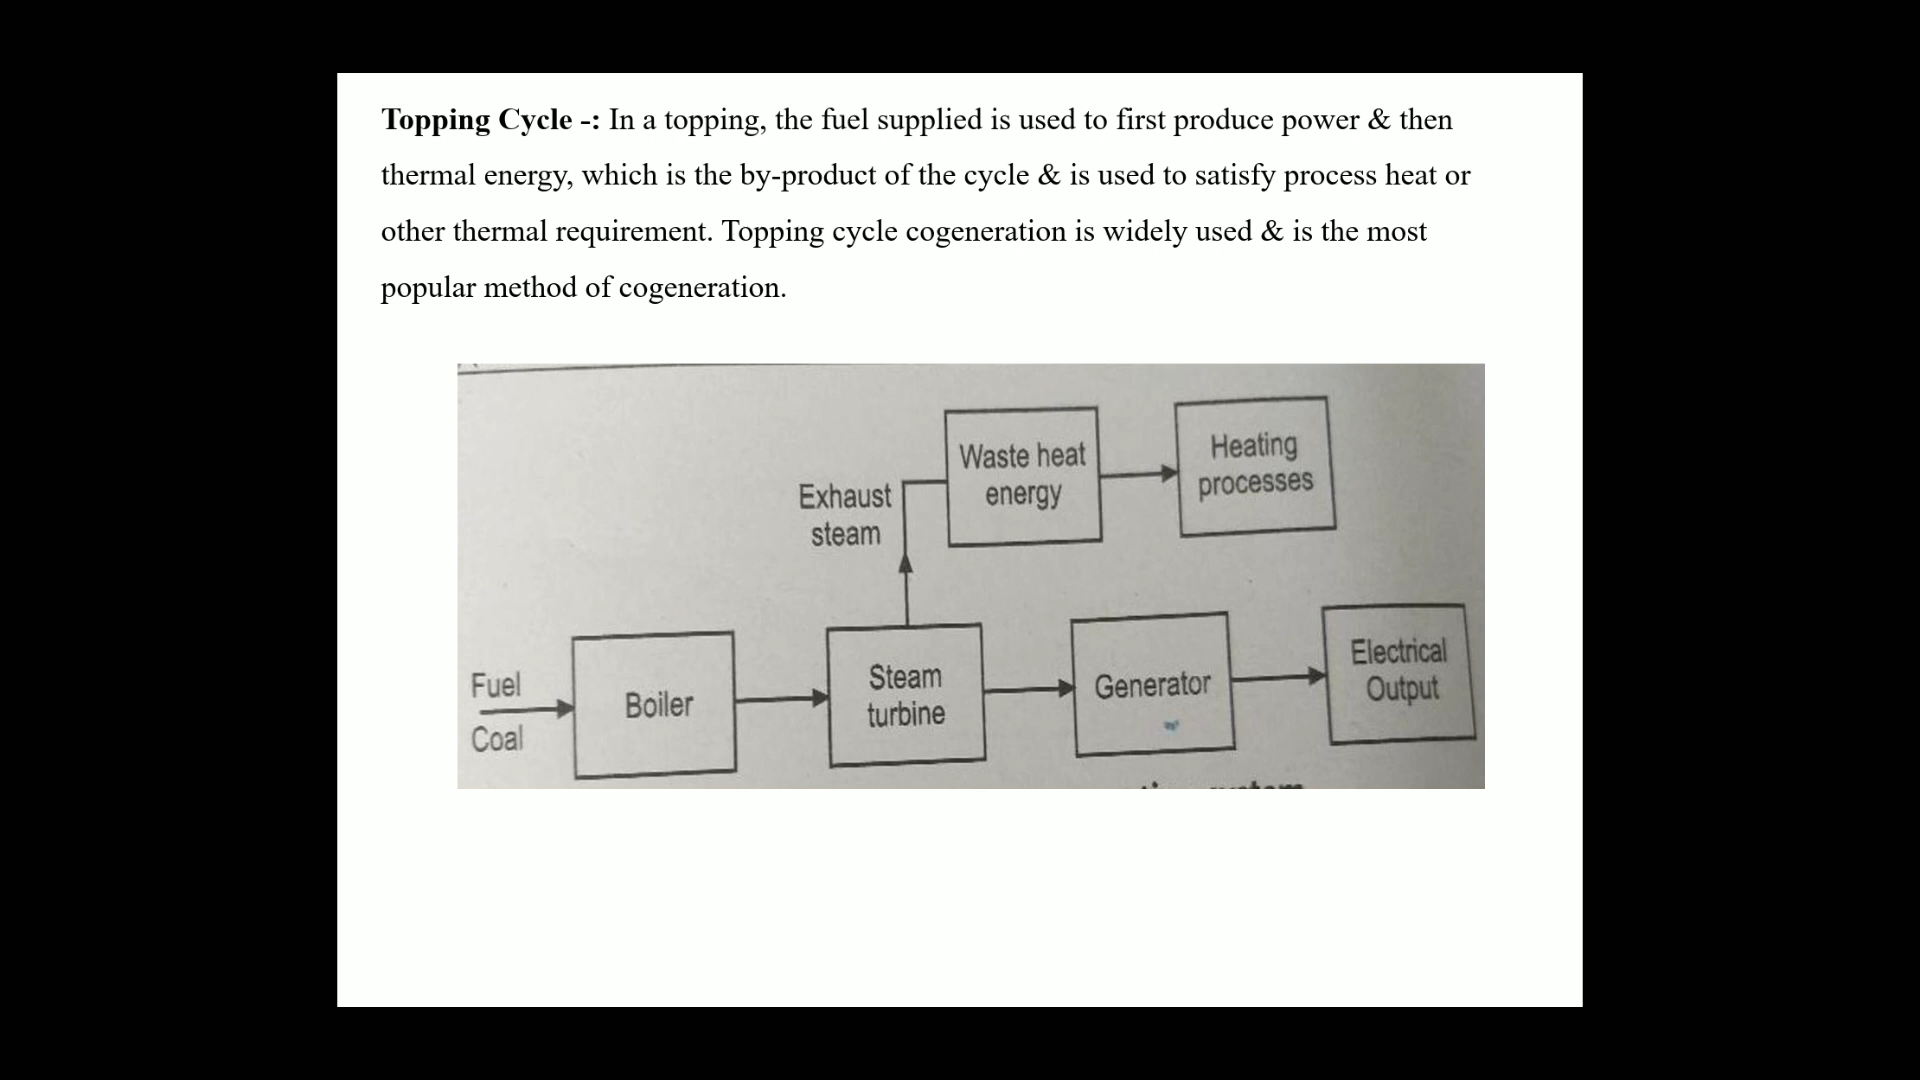 Topping Cycle -: In a topping, the fuel supplied is used to first produce power & then
thermal energy, which is the by-product of the cycle & is used to satisfy process heat or
other thermal requirement. Topping cycle cogeneration is widely used & is the most
popular method of cogeneration.
Waste heat
energy
Heating
processes
Exhaust
steam
Fuel
Coal
Boiler
Steam
turbine
Generator
Electrical
Output